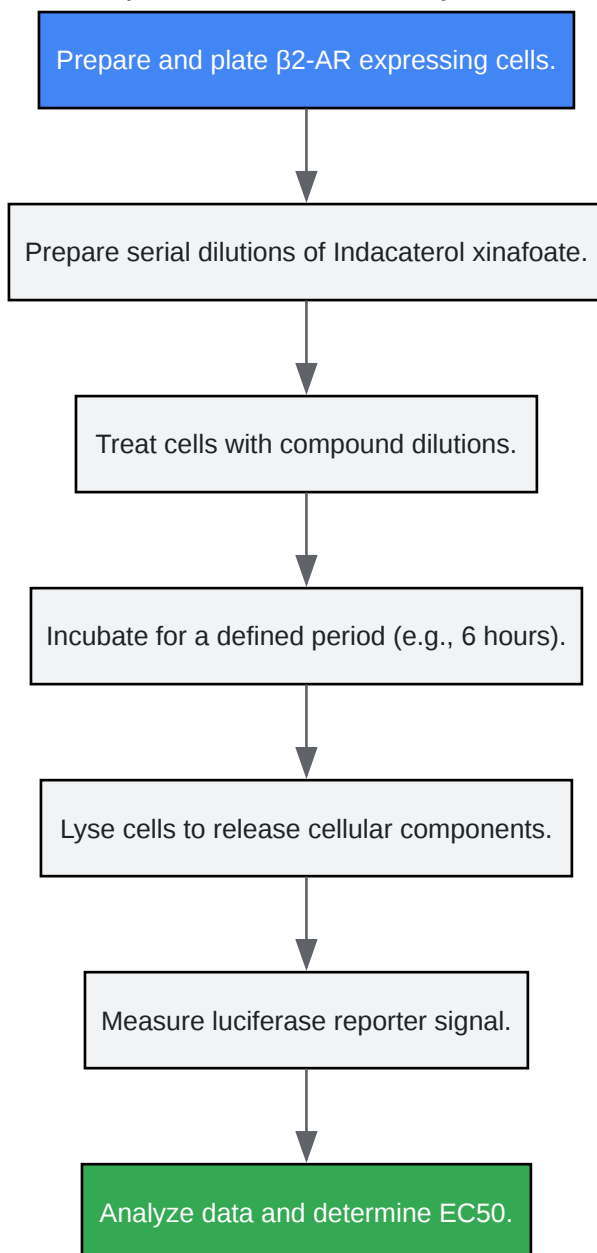 Prepare and plate β2-AR expressing cells.
Prepare serial dilutions of Indacaterol xinafoate.
Treat cells with compound dilutions.
Incubate for a defined period (e.g., 6 hours).
Lyse cells to release cellular components.
Measure luciferase reporter signal.
Analyze data and determine EC50.